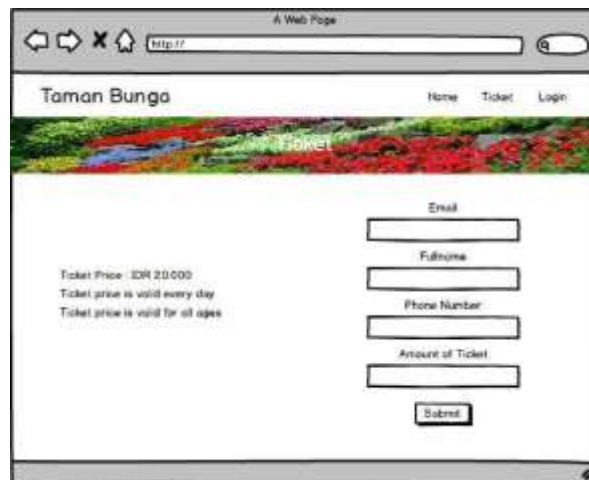 A Web Page
http://
Taman Bunga
Home Ticket Login
Ticket
Email
Fullname
Phone Number
Amount of Ticket
Submit
Ticket Price : IDR 20.000
Ticket price is valid every day
Ticket price is valid for all ages